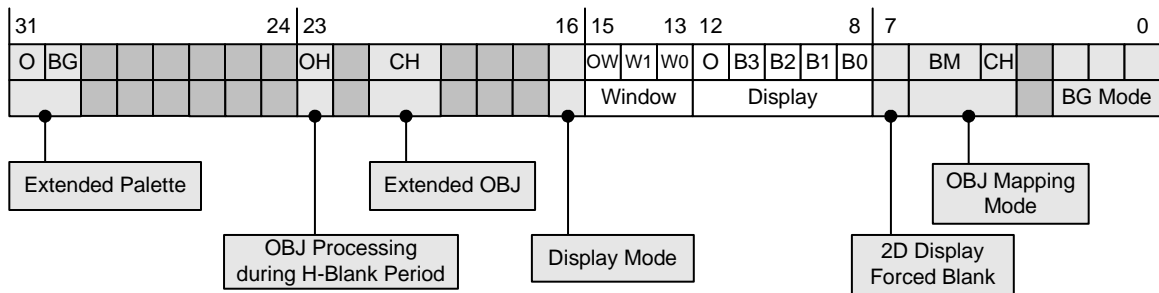 31 24 23 16 15 13 12 8 7 0
O BG OH CH OW W1 W0 O B3 B2 B1 B0 BM CH
Window Display BG Mode
Extended Palette
Extended OBJ
OBJ Mapping
Mode
OBJ Processing
during H-Blank Period
Display Mode
2D Display
Forced Blank